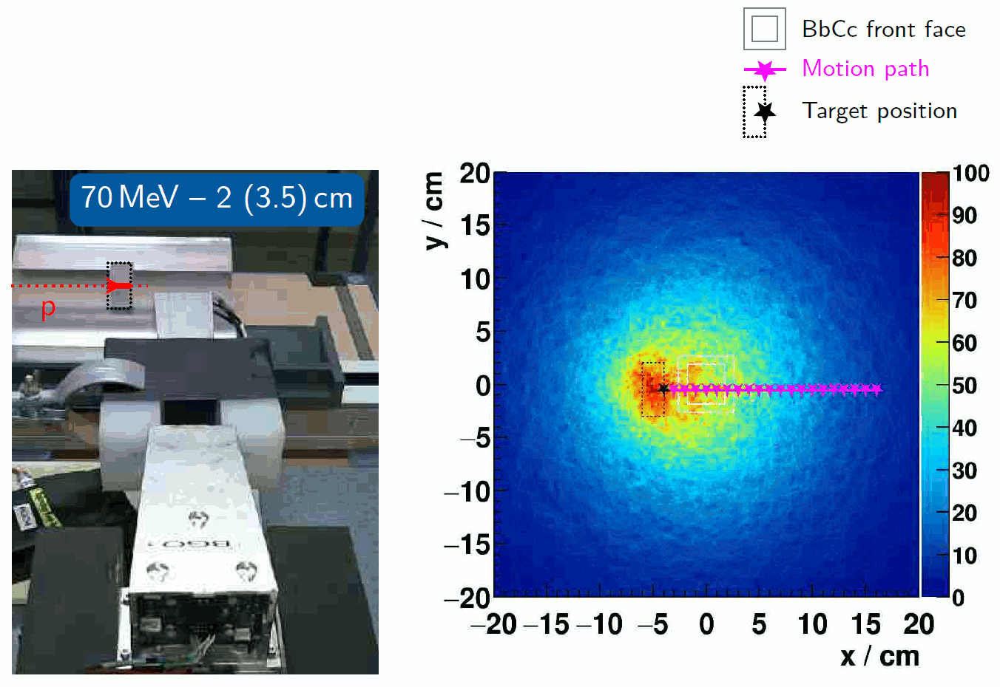 BbCc front face
Motion path
Target position
70 MeV – 2 (3.5) cm
p
BGO
y / cm
20
15
10
5
0
−5
−10
−15
−20
−20 −15 −10 −5 0 5 10 15 20
x / cm
100
90
80
70
60
50
40
30
20
10
0